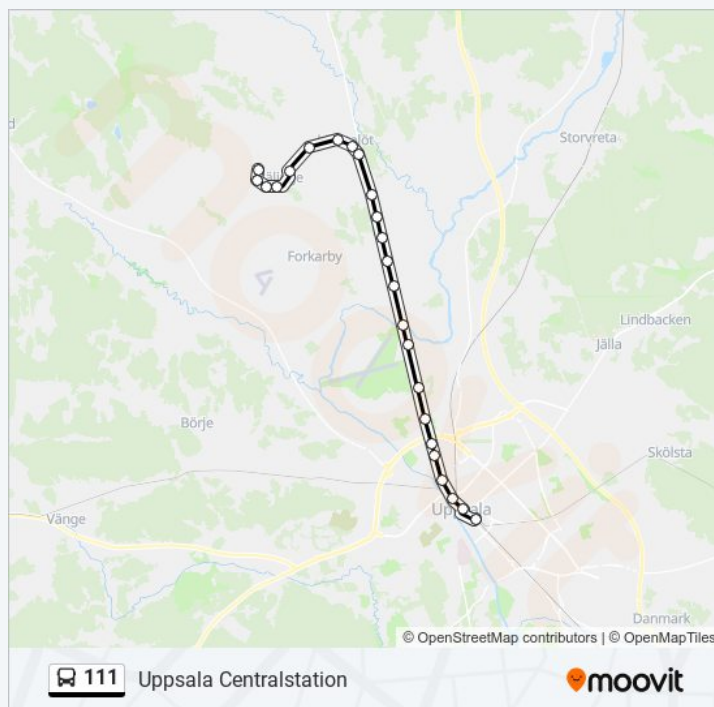 Storvreta
Forkarby
Lindbacken
Jälla
Börje
Skölsta
Uppsala
Vänge
Danmark
© OpenStreetMap contributors | © OpenMapTiles
111 Uppsala Centralstation moovit